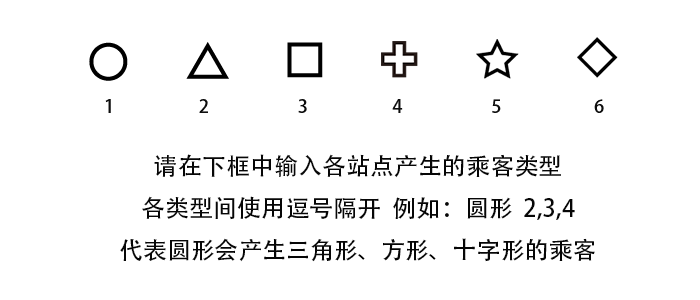 1 2 3 4 5 6
请在下框中输入各站点产生的乘客类型
各类型间使用逗号隔开 例如：圆形 2,3,4
代表圆形会产生三角形、方形、十字形的乘客